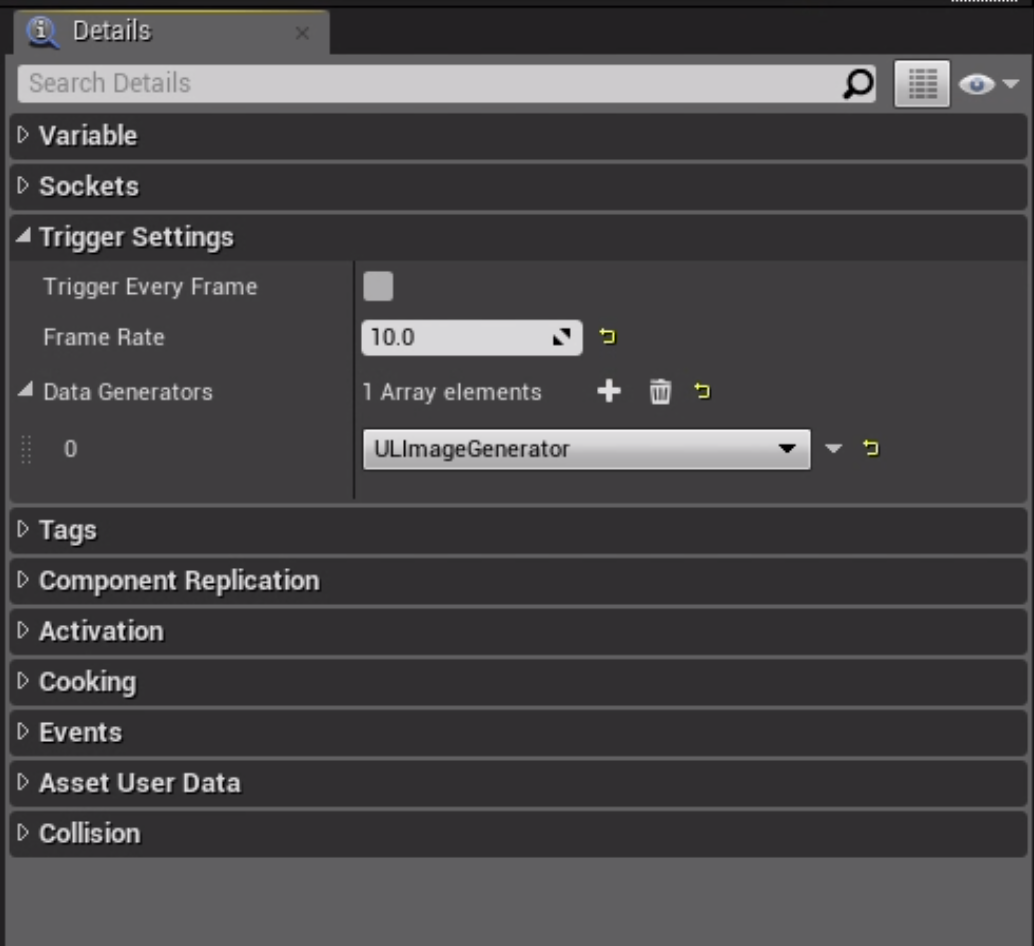 Details
Search Details
Variable
Sockets
Trigger Settings
Trigger Every Frame
Frame Rate 10.0
Data Generators 1 Array elements
0 ULImageGenerator
Tags
Component Replication
Activation
Cooking
Events
Asset User Data
Collision